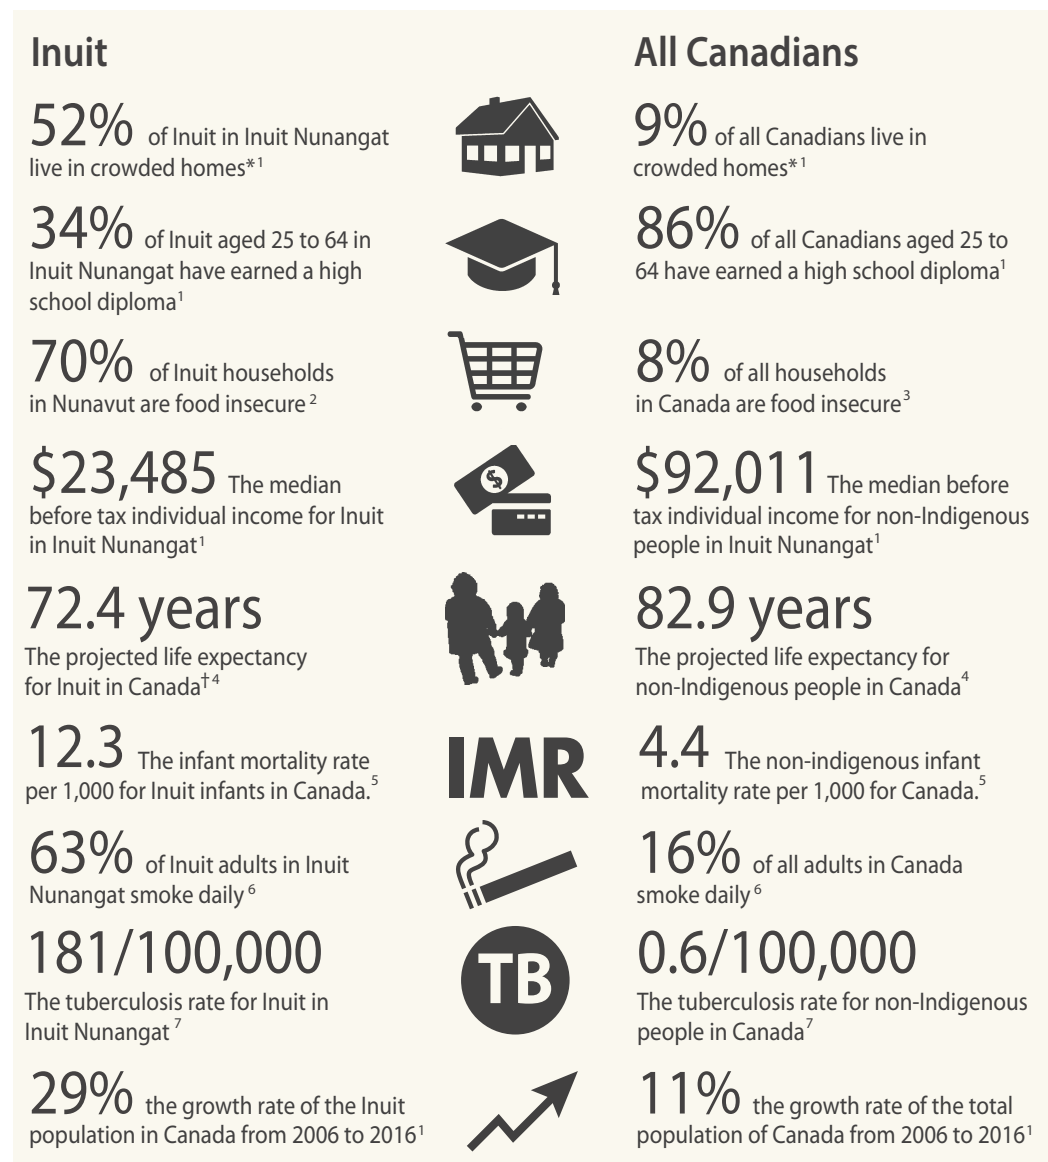 Inuit
52% of Inuit in Inuit Nunangat
live in crowded homes*1
34% of Inuit aged 25 to 64 in
Inuit Nunangat have earned a high
school diploma1
70% of Inuit households
in Nunavut are food insecure 2
$23,485 The median
before tax individual income for Inuit
in Inuit Nunangat1
72.4 years
The projected life expectancy
for Inuit in Canada†4
12.3 The infant mortality rate
per 1,000 for Inuit infants in Canada.5
63% of Inuit adults in Inuit
Nunangat smoke daily 6
181/100,000
The tuberculosis rate for Inuit in
Inuit Nunangat 7
29% the growth rate of the Inuit
population in Canada from 2006 to 20161
$
IMR
TB
All Canadians
9% of all Canadians live in
crowded homes*1
86% of all Canadians aged 25 to
64 have earned a high school diploma1
8% of all households
in Canada are food insecure3
$92,011 The median before
tax individual income for non-Indigenous
people in Inuit Nunangat1
82.9 years
The projected life expectancy for
non-Indigenous people in Canada4
4.4 The non-indigenous infant
mortality rate per 1,000 for Canada.5
16% of all adults in Canada
smoke daily 6
0.6/100,000
The tuberculosis rate for non-Indigenous
people in Canada7
11% the growth rate of the total
population of Canada from 2006 to 20161